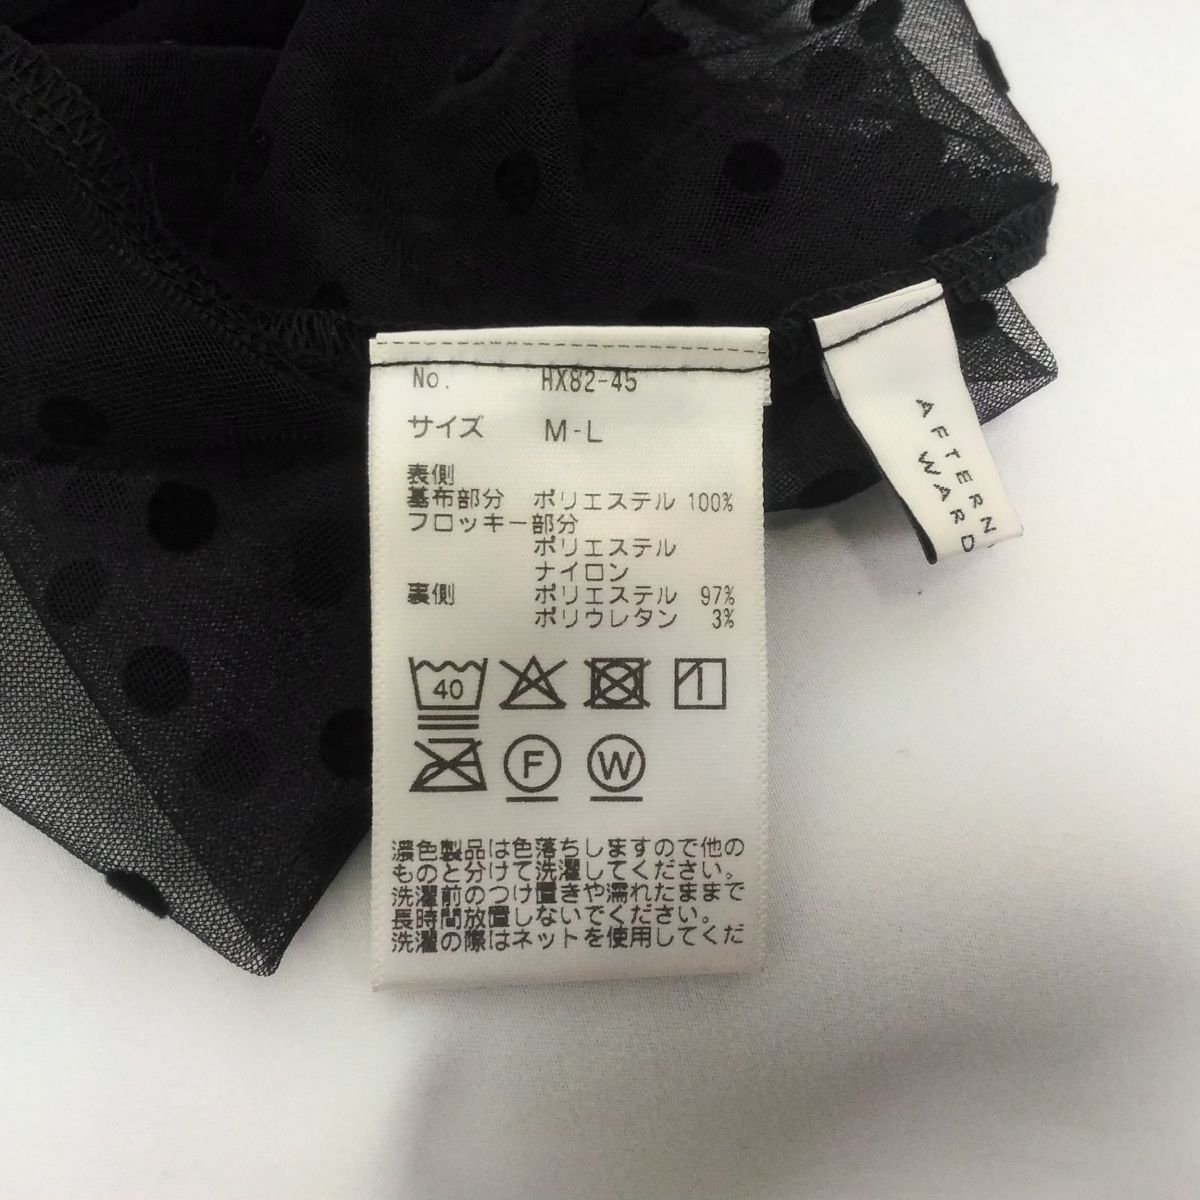 No. HX82-45
サイズ M-L
表側
基布部分 ポリエステル 100%
フロッキー部分
ポリエステル
ナイロン
裏側 ポリエステル 97%
ポリウレタン 3%
40
F W
濃色製品は色落ちしますので他の
ものと分けて洗濯してください。
洗濯前のつけ置きや濡れたままで
長時間放置しないでください。
洗濯の際はネットを使用してくだ
AFTERN
WARD